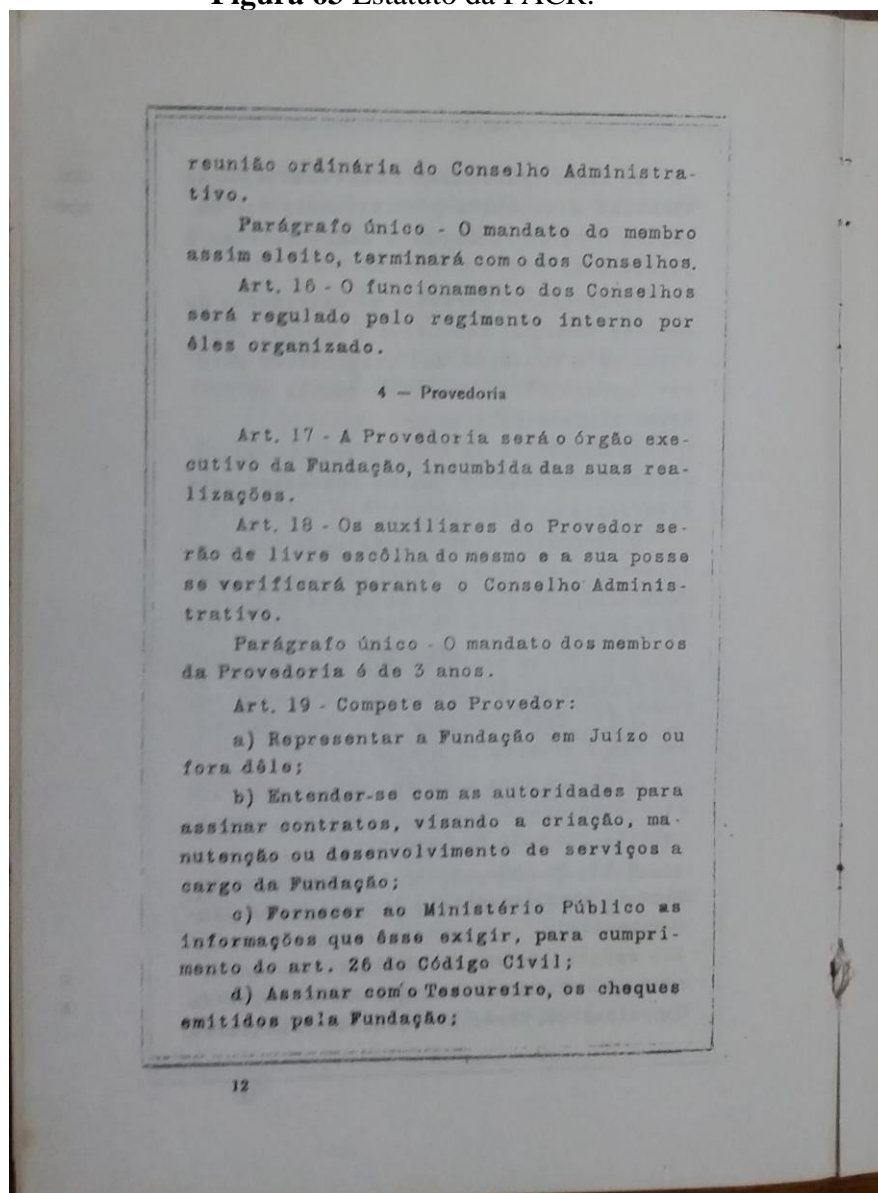 Figura 65 Estatuto da FACR.
reunião ordinária do Conselho Administra-
tivo.
Parágrafo único - O mandato do membro
assim eleito, terminará com o dos Conselhos.
Art. 16 - O funcionamento dos Conselhos
será regulado pelo regimento interno por
êles organizado.
4 — Provedoria
Art. 17 - A Provedoria será o órgão exe-
cutivo da Fundação, incumbida das suas rea-
lizações.
Art. 18 - Os auxiliares do Provedor se-
rão de livre escôlha do mesmo e a sua posse
se verificará perante o Conselho Adminis-
trativo.
Parágrafo único - O mandato dos membros
da Provedoria é de 3 anos.
Art. 19 - Compete ao Provedor:
a) Representar a Fundação em Juízo ou
fora dêle;
b) Entender-se com as autoridades para
assinar contratos, visando a criação, ma-
nutenção ou desenvolvimento de serviços a
cargo da Fundação;
c) Fornecer ao Ministério Público as
informações que êsse exigir, para cumpri-
mento do art. 26 do Código Civil;
d) Assinar com o Tesoureiro, os cheques
emitidos pela Fundação;
12